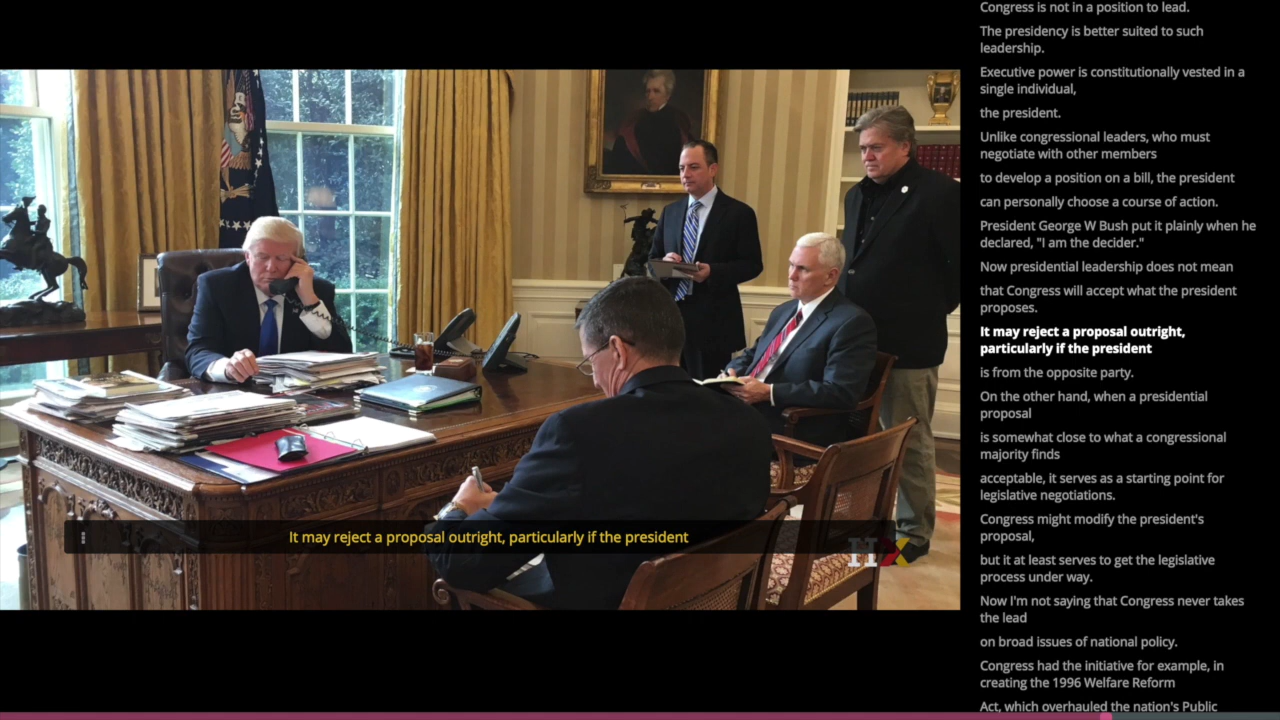 It may reject a proposal outright, particularly if the president
HX
Congress is not in a position to lead.
The presidency is better suited to such
leadership.
Executive power is constitutionally vested in a
single individual,
the president.
Unlike congressional leaders, who must
negotiate with other members
to develop a position on a bill, the president
can personally choose a course of action.
President George W Bush put it plainly when he
declared, "I am the decider."
Now presidential leadership does not mean
that Congress will accept what the president
proposes.
It may reject a proposal outright,
particularly if the president
is from the opposite party.
On the other hand, when a presidential
proposal
is somewhat close to what a congressional
majority finds
acceptable, it serves as a starting point for
legislative negotiations.
Congress might modify the president's
proposal,
but it at least serves to get the legislative
process under way.
Now I'm not saying that Congress never takes
the lead
on broad issues of national policy.
Congress had the initiative for example, in
creating the 1996 Welfare Reform
Act, which overhauled the nation's Public